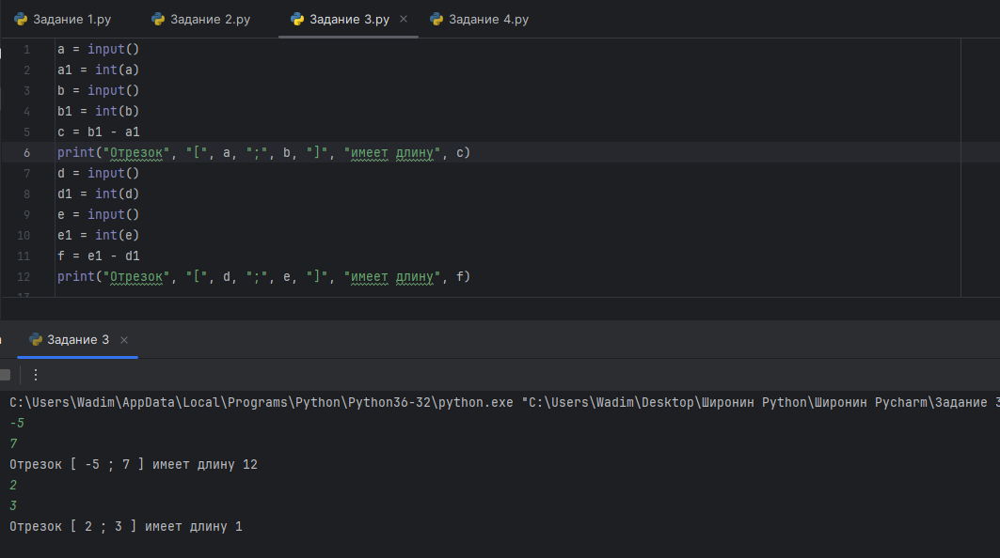 Задание 1.py Задание 2.py Задание 3.py Задание 4.py
1 a = input()
2 a1 = int(a)
3 b = input()
4 b1 = int(b)
5 c = b1 - a1
6 print("Отрезок", "[", a, ";", b, "]", "имеет длину", c)
7 d = input()
8 d1 = int(d)
9 e = input()
10 e1 = int(e)
11 f = e1 - d1
12 print("Отрезок", "[", d, ";", e, "]", "имеет длину", f)
13
Задание 3
C:\Users\Wadim\AppData\Local\Programs\Python\Python36-32\python.exe "C:\Users\Wadim\Desktop\Широнин Python\Широнин Pycharm\Задание 3
-5
7
Отрезок [ -5 ; 7 ] имеет длину 12
2
3
Отрезок [ 2 ; 3 ] имеет длину 1